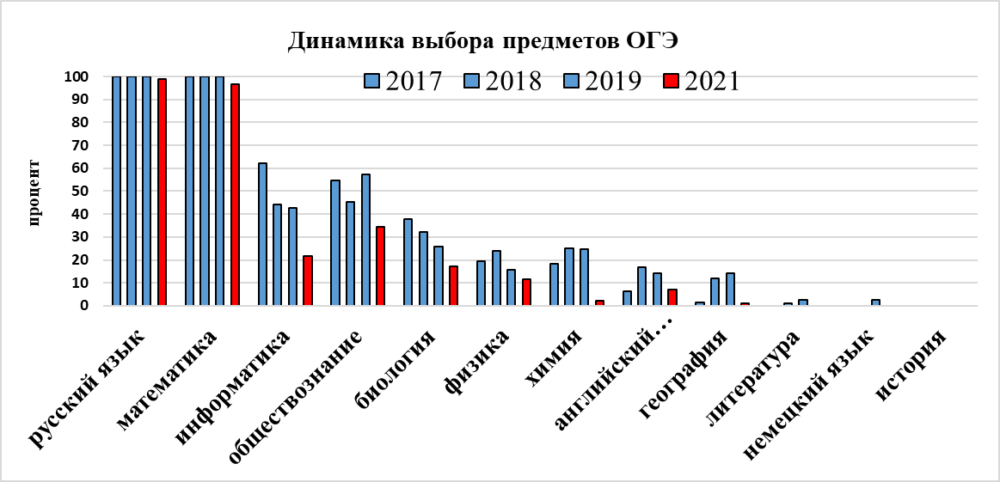 Динамика выбора предметов ОГЭ
2017 2018 2019 2021
процент
100
90
80
70
60
50
40
30
20
10
0
русский язык
математика
информатика
обществознание
биология
физика
химия
английский…
география
литература
немецкий язык
история